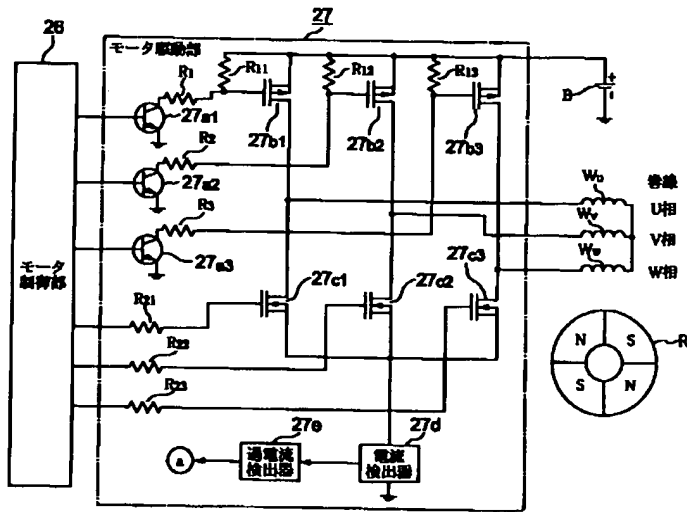 26
27
モータ駆動部
R1
R11
R12
R13
B
+
-
27a1
27b1
27b2
27b3
R2
27a2
R3
27a3
Wu
巻線
U相
Wv
V相
Ww
W相
モータ
制御部
27c1
27c2
27c3
R21
R22
R23
N
S
S
N
R
27e
27d
a
過電流
検出器
電流
検出器